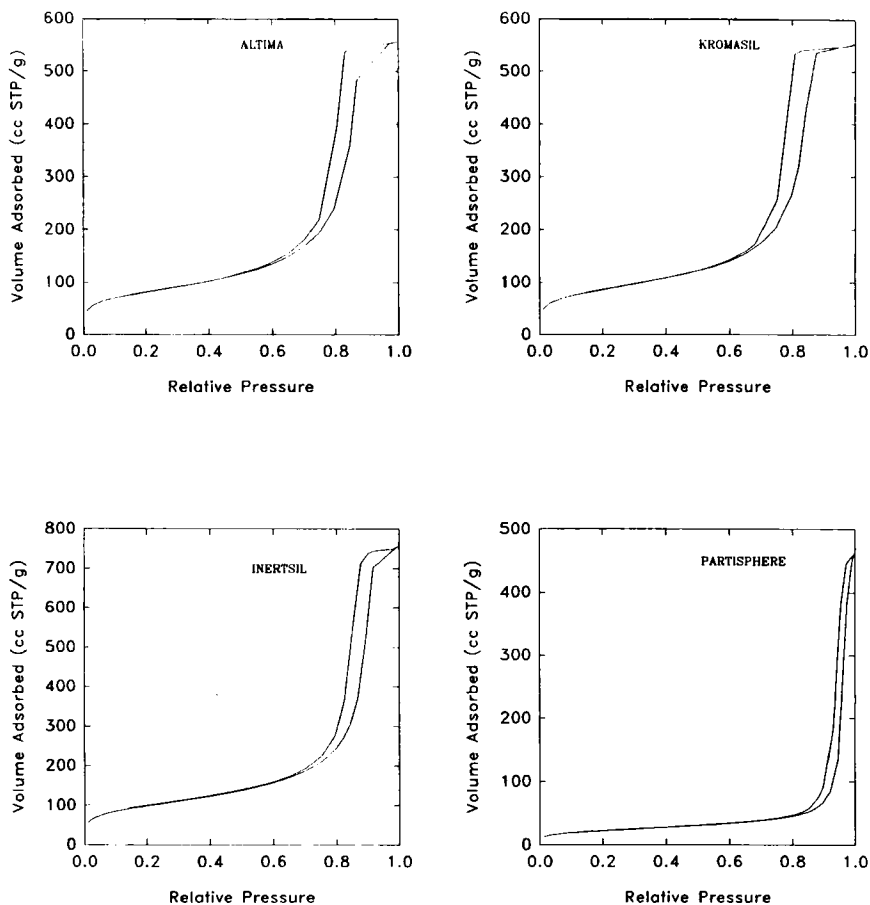 600
500
400
300
200
100
0
0.0 0.2 0.4 0.6 0.8 1.0
Volume Adsorbed (cc STP/g)
Relative Pressure
ALTIMA
600
500
400
300
200
100
0
0.0 0.2 0.4 0.6 0.8 1.0
Volume Adsorbed (cc STP/g)
Relative Pressure
KROMASIL
800
700
600
500
400
300
200
100
0
0.0 0.2 0.4 0.6 0.8 1.0
Volume Adsorbed (cc STP/g)
Relative Pressure
INERTSIL
500
400
300
200
100
0
0.0 0.2 0.4 0.6 0.8 1.0
Volume Adsorbed (cc STP/g)
Relative Pressure
PARTISPHERE